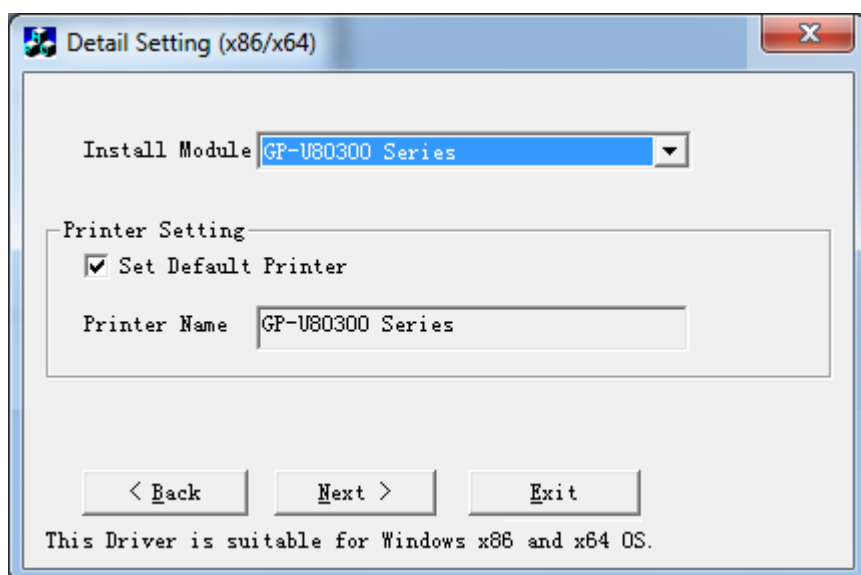 Detail Setting (x86/x64)
Install Module GP-U80300 Series
Printer Setting
Set Default Printer
Printer Name GP-U80300 Series
< Back Next > Exit
This Driver is suitable for Windows x86 and x64 OS.